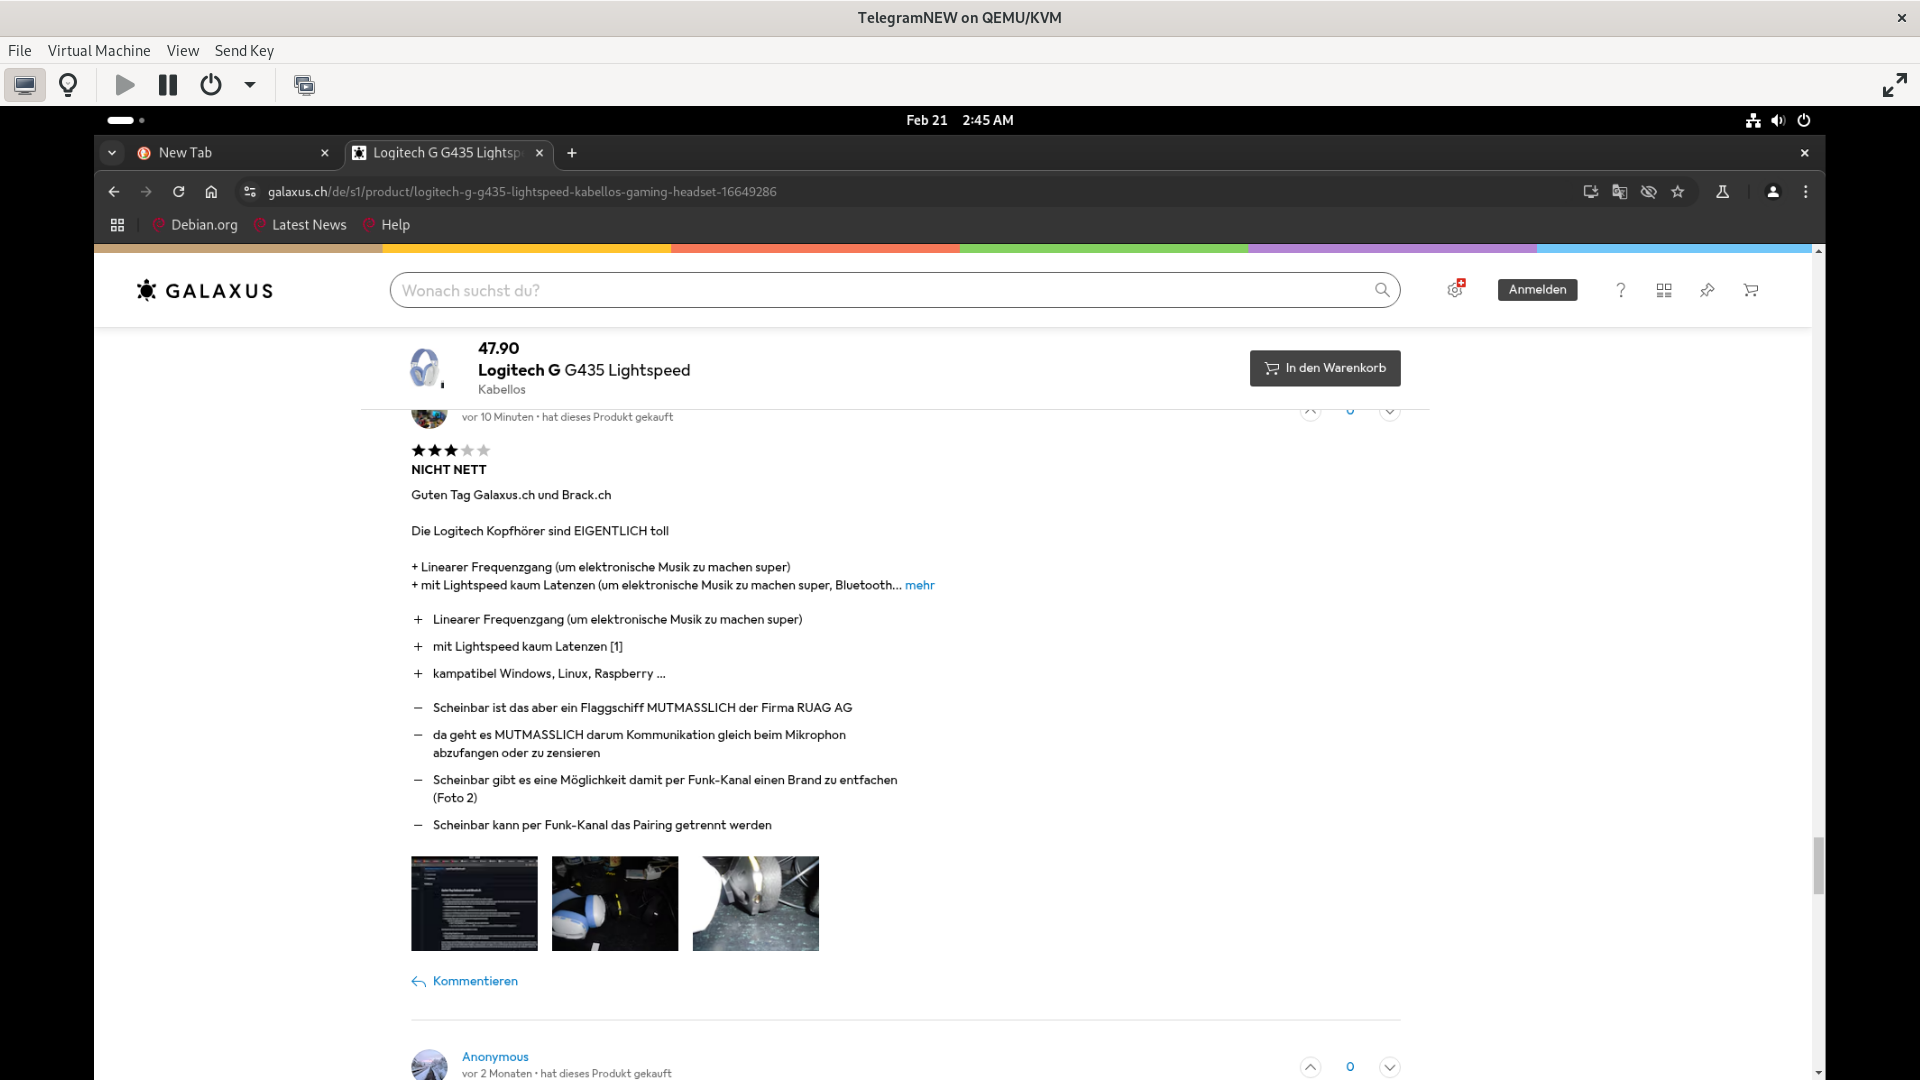 TelegramNEW on QEMU/KVM
File Virtual Machine View Send Key
Feb 21 2:45 AM
New Tab
Logitech G G435 Lightsp
galaxus.ch/de/s1/product/logitech-g-g435-lightspeed-kabellos-gaming-headset-16649286
Debian.org Latest News Help
GALAXUS
Wonach suchst du?
Anmelden
47.90
Logitech G G435 Lightspeed
Kabellos
In den Warenkorb
vor 10 Minuten • hat dieses Produkt gekauft
0
NICHT NETT
Guten Tag Galaxus.ch und Brack.ch
Die Logitech Kopfhörer sind EIGENTLICH toll
+ Linearer Frequenzgang (um elektronische Musik zu machen super)
+ mit Lightspeed kaum Latenzen (um elektronische Musik zu machen super, Bluetooth... mehr
+ Linearer Frequenzgang (um elektronische Musik zu machen super)
+ mit Lightspeed kaum Latenzen [1]
+ kampatibel Windows, Linux, Raspberry ...
− Scheinbar ist das aber ein Flaggschiff MUTMASSLICH der Firma RUAG AG
− da geht es MUTMASSLICH darum Kommunikation gleich beim Mikrophon
abzufangen oder zu zensieren
− Scheinbar gibt es eine Möglichkeit damit per Funk-Kanal einen Brand zu entfachen
(Foto 2)
− Scheinbar kann per Funk-Kanal das Pairing getrennt werden
Kommentieren
Anonymous
vor 2 Monaten • hat dieses Produkt gekauft
0